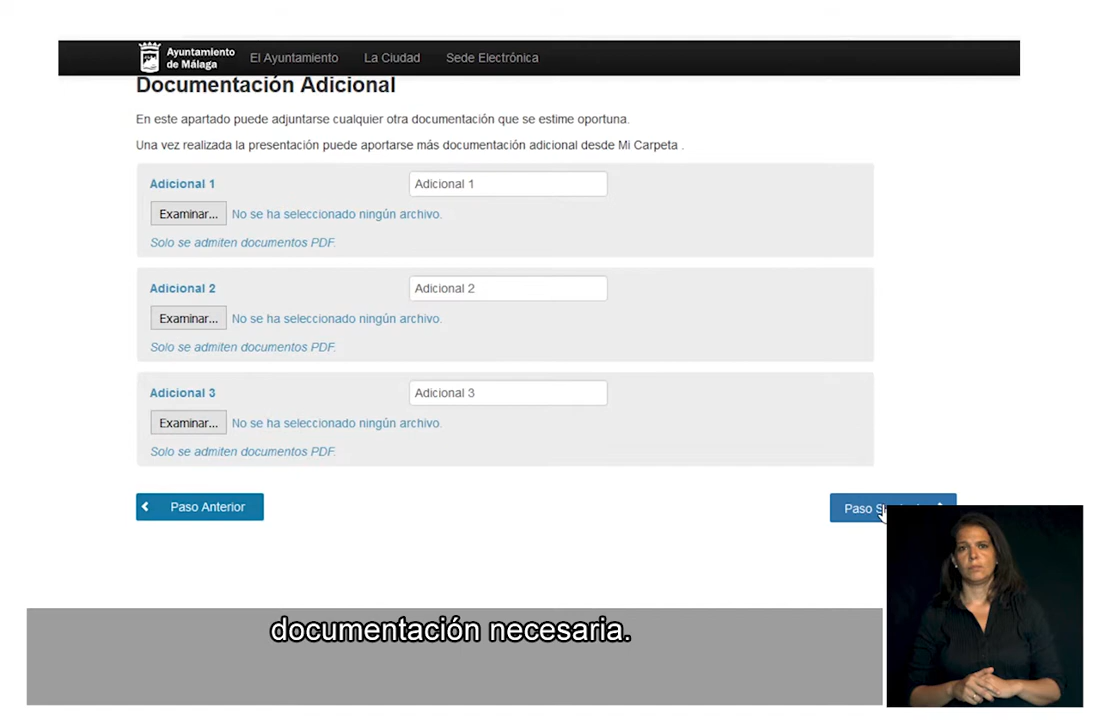 Ayuntamiento
de Málaga
El Ayuntamiento La Ciudad Sede Electrónica
Documentación Adicional
En este apartado puede adjuntarse cualquier otra documentación que se estime oportuna.
Una vez realizada la presentación puede aportarse más documentación adicional desde Mi Carpeta .
Adicional 1 Adicional 1
Examinar... No se ha seleccionado ningún archivo.
Solo se admiten documentos PDF.
Adicional 2 Adicional 2
Examinar... No se ha seleccionado ningún archivo.
Solo se admiten documentos PDF.
Adicional 3 Adicional 3
Examinar... No se ha seleccionado ningún archivo.
Solo se admiten documentos PDF.
Paso Anterior Paso
documentación necesaria.